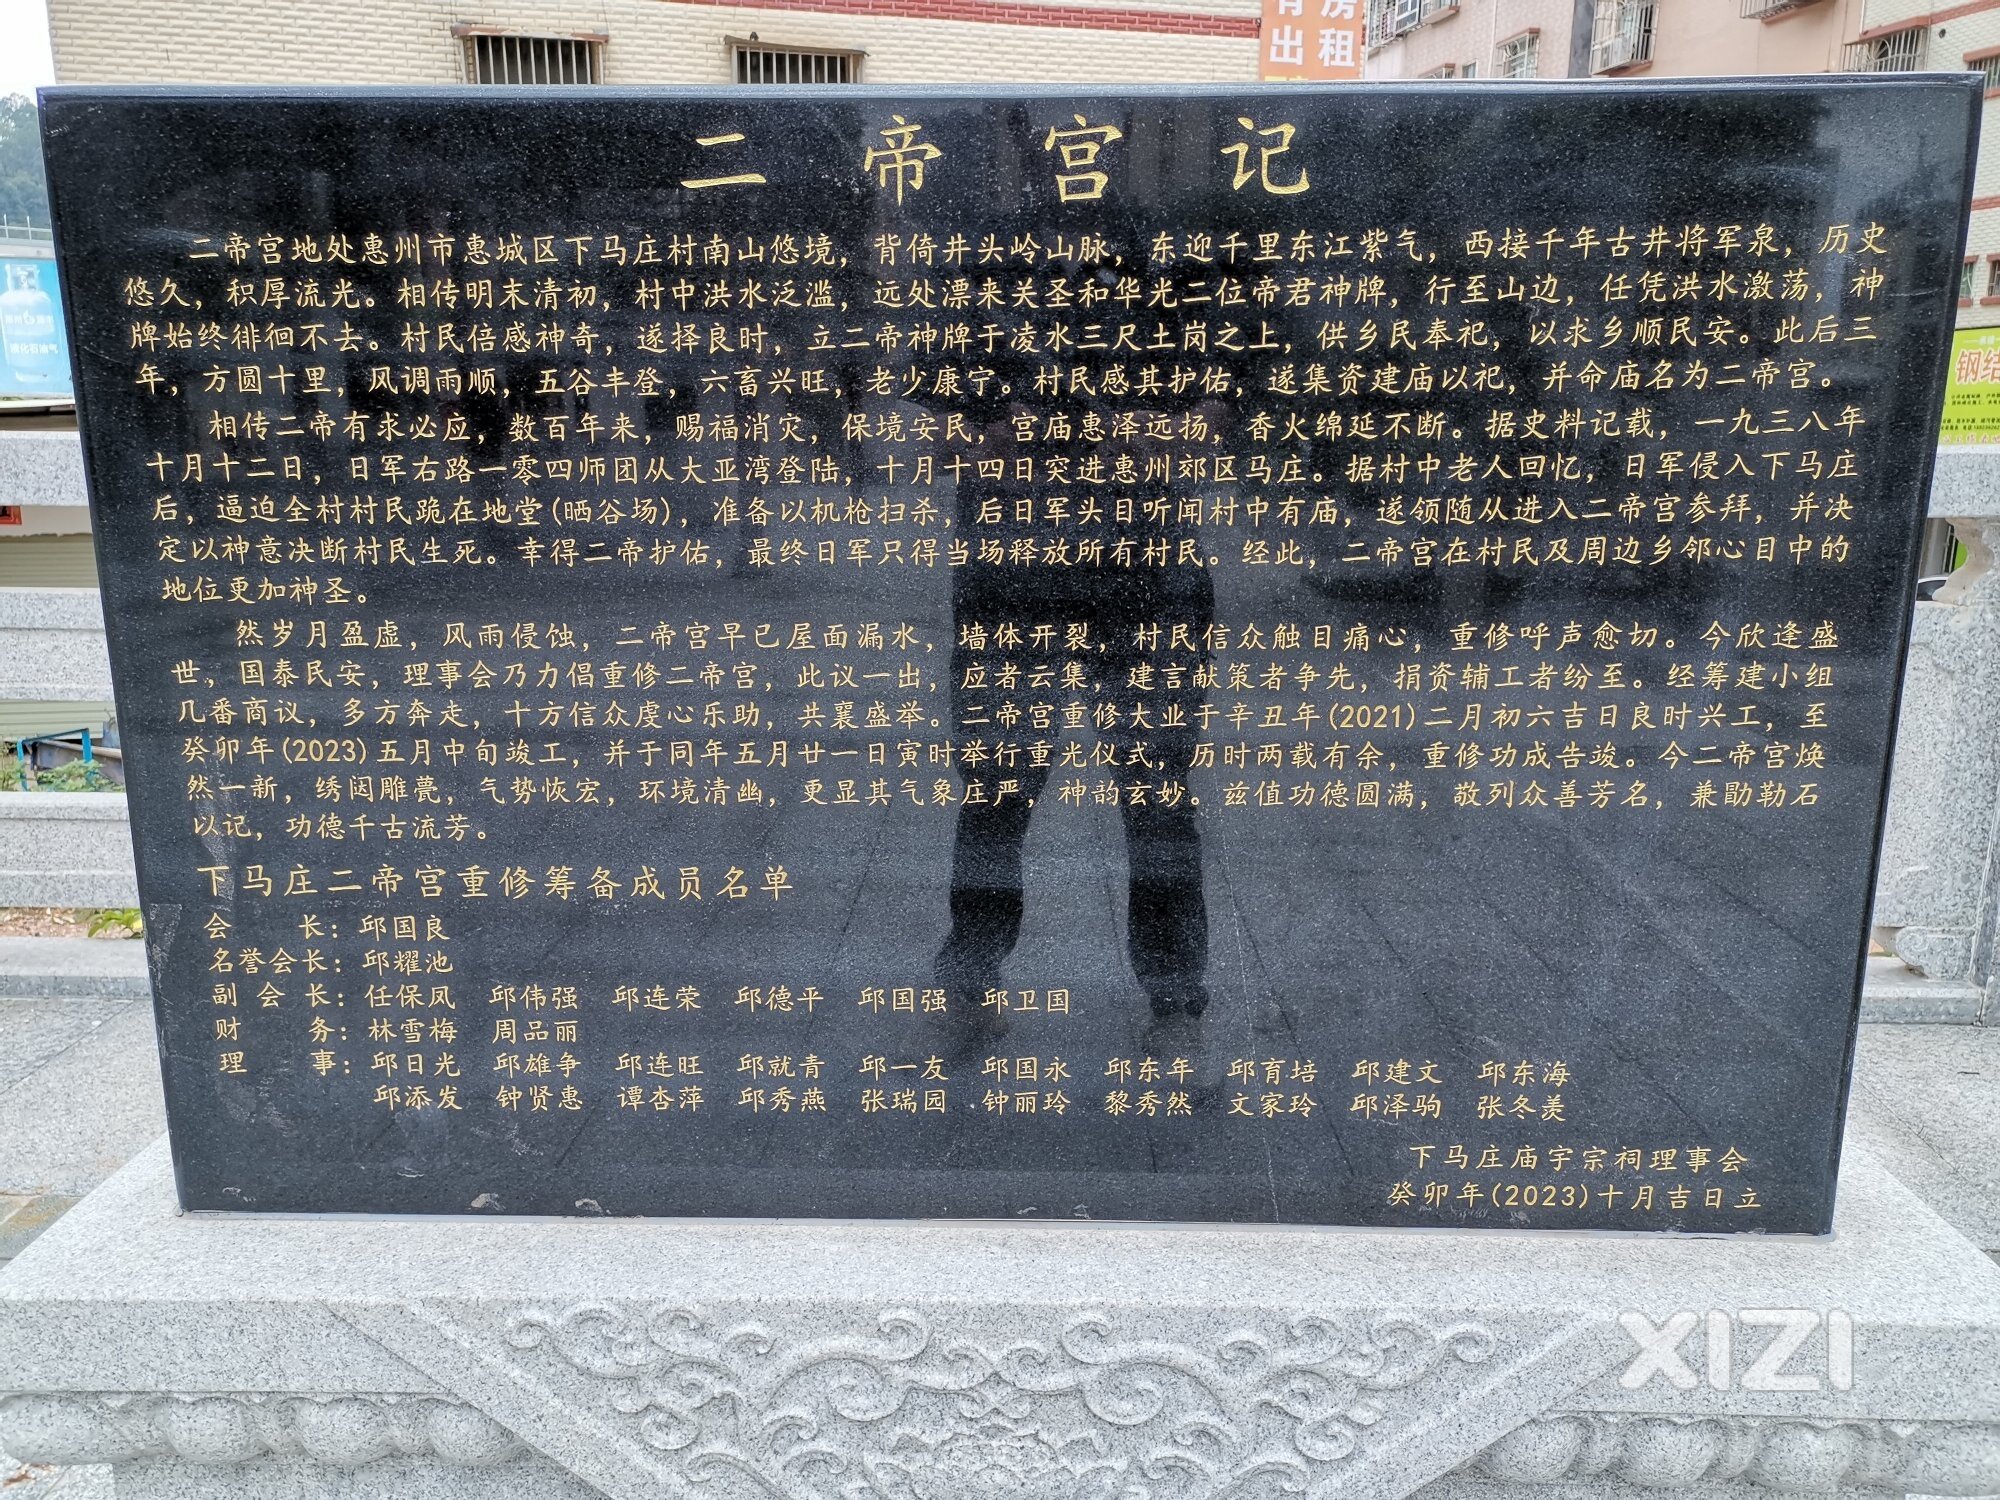 有房
出租
二帝宫记
二帝宫地处惠州市惠城区下马庄村南山悠境，背倚井头岭山脉，东迎千里东江紫气，西接千年古井将军泉，历史
悠久，积厚流光。相传明末清初，村中洪水泛滥，远处漂来关圣和华光二位帝君神牌，行至山边，任凭洪水激荡，神
牌始终徘徊不去。村民倍感神奇，遂择良时，立二帝神牌于凌水三尺土岗之上，供乡民奉祀，以求乡顺民安。此后三
年，方圆十里，风调雨顺，五谷丰登，六畜兴旺，老少康宁。村民感其护佑，遂集资建庙以祀，并命庙名为二帝宫。
相传二帝有求必应，数百年来，赐福消灾，保境安民，宫庙惠泽远扬，香火绵延不断。据史料记载，一九三八年
十月十二日，日军右路一零四师团从大亚湾登陆，十月十四日突进惠州郊区马庄。据村中老人回忆，日军侵入下马庄
后，逼迫全村村民跪在地堂(晒谷场)，准备以机枪扫杀，后日军头目听闻村中有庙，遂领随从进入二帝宫参拜，并决
定以神意决断村民生死。幸得二帝护佑，最终日军只得当场释放所有村民。经此，二帝宫在村民及周边乡邻心目中的
地位更加神圣。
然岁月盈虚，风雨侵蚀，二帝宫早已屋面漏水，墙体开裂，村民信众触目痛心，重修呼声愈切。今欣逢盛
世，国泰民安，理事会乃力倡重修二帝宫，此议一出，应者云集，建言献策者争先，捐资辅工者纷至。经筹建小组
几番商议，多方奔走，十方信众虔心乐助，共襄盛举。二帝宫重修大业于辛丑年(2021)二月初六吉日良时兴工，至
癸卯年(2023)五月中旬竣工，并于同年五月廿一日寅时举行重光仪式，历时两载有余，重修功成告竣。今二帝宫焕
然一新，绣闼雕甍，气势恢宏，环境清幽，更显其气象庄严，神韵玄妙。兹值功德圆满，敬列众善芳名，兼勖勒石
以记，功德千古流芳。
下马庄二帝宫重修筹备成员名单
会长：邱国良
名誉会长：邱耀池
副会长：任保凤 邱伟强 邱连荣 邱德平 邱国强 邱卫国
财务：林雪梅 周品丽
理事：邱日光 邱雄争 邱连旺 邱就青 邱一友 邱国永 邱东年 邱育培 邱建文 邱东海
邱添发 钟贤惠 谭杏萍 邱秀燕 张瑞园 钟丽玲 黎秀然 文家玲 邱泽驹 张冬羡
下马庄庙宇宗祠理事会
癸卯年(2023)十月吉日立
液化石油气
钢结
XIZI